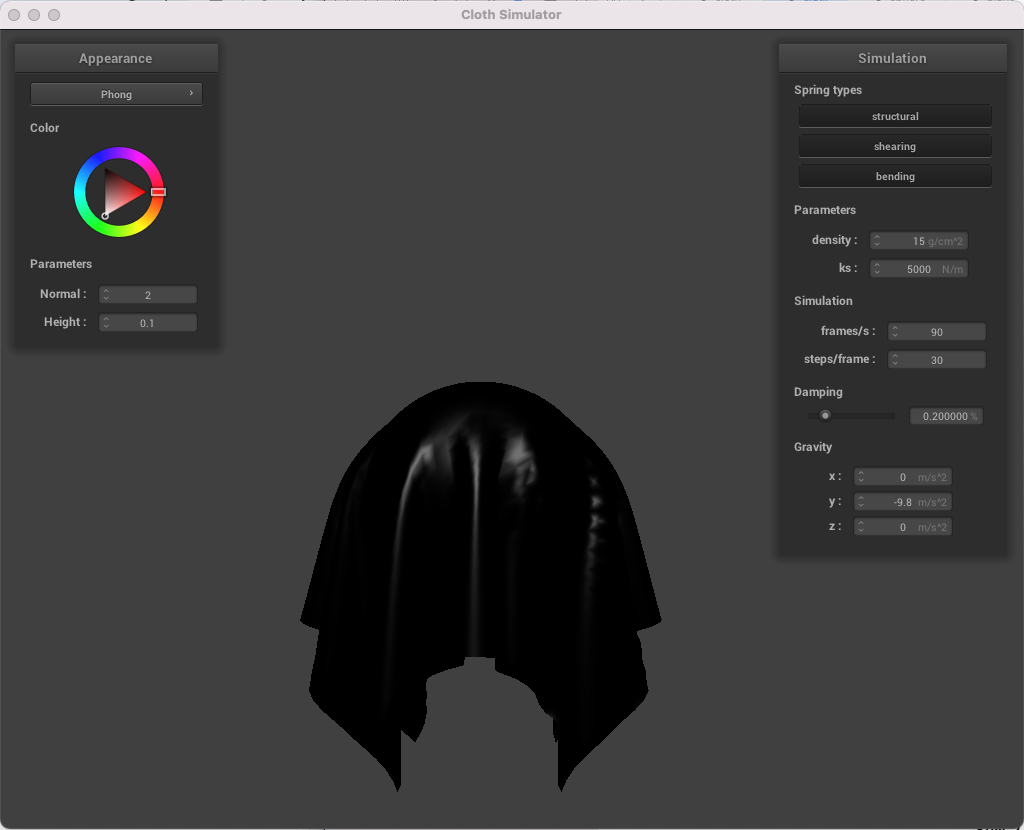 Cloth Simulator
Appearance
Phong
Color
Parameters
Normal : 2
Height : 0.1
Simulation
Spring types
structural
shearing
bending
Parameters
density : 15 g/cm^2
ks : 5000 N/m
Simulation
frames/s : 90
steps/frame : 30
Damping
0.200000 %
Gravity
x : 0 m/s^2
y : -9.8 m/s^2
z : 0 m/s^2